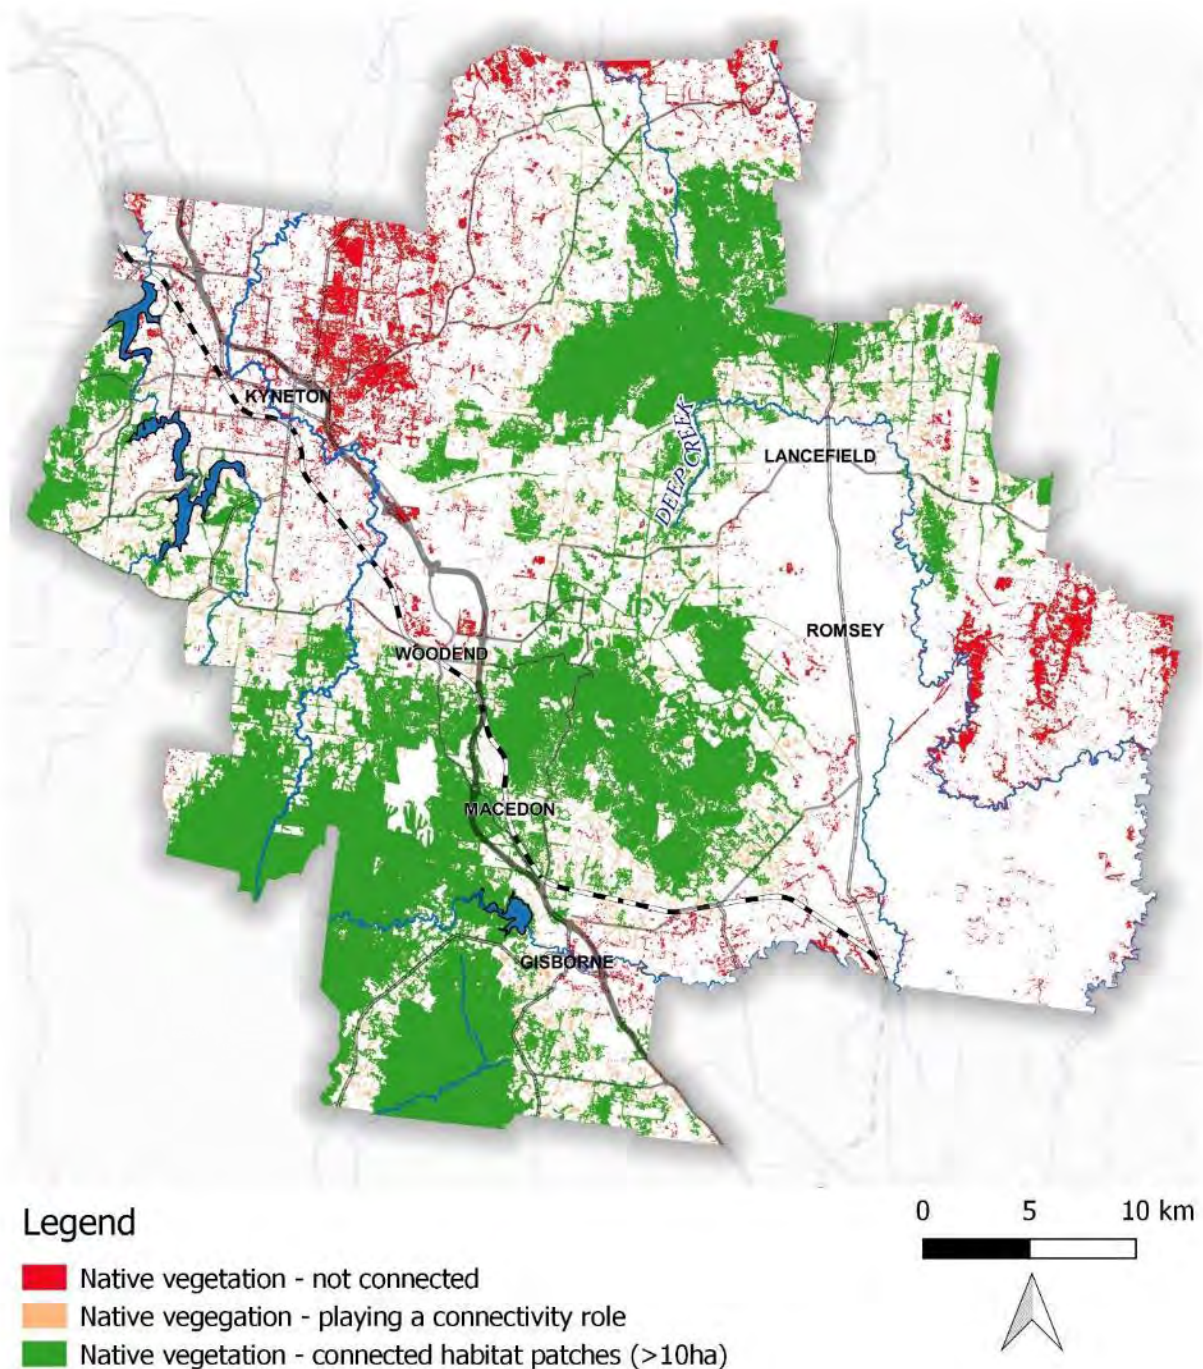 KYNETON
DEEP CREEK
LANCEFIELD
ROMSEY
WOODEND
MACEDON
GISBORNE
Legend
0 5 10 km
Native vegetation - not connected
Native vegegation - playing a connectivity role
Native vegetation - connected habitat patches (>10ha)